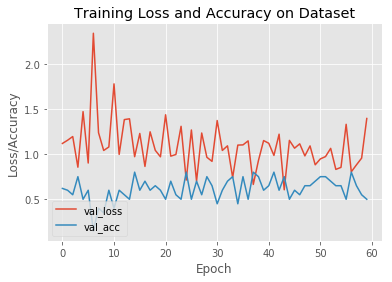 Training Loss and Accuracy on Dataset
Loss/Accuracy
2.0
1.5
1.0
0.5
val_loss
val_acc
0 10 20 30 40 50 60
Epoch